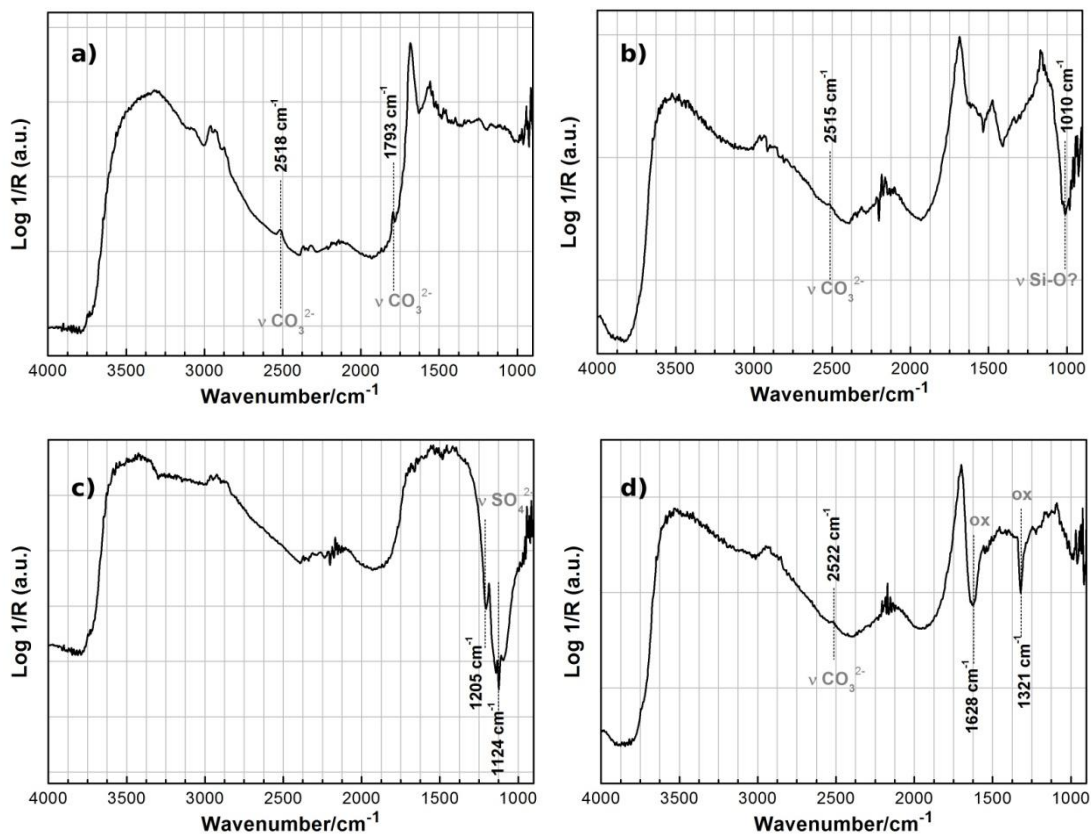 a)
Log 1/R (a.u.)
2518 cm⁻¹
1793 cm⁻¹
ν CO₃²⁻
ν CO₃²⁻
4000 3500 3000 2500 2000 1500 1000
Wavenumber/cm⁻¹
b)
Log 1/R (a.u.)
2515 cm⁻¹
1010 cm⁻¹
ν CO₃²⁻
ν Si-O?
4000 3500 3000 2500 2000 1500 1000
Wavenumber/cm⁻¹
c)
Log 1/R (a.u.)
ν SO₄²⁻
1205 cm⁻¹
1124 cm⁻¹
4000 3500 3000 2500 2000 1500 1000
Wavenumber/cm⁻¹
d)
Log 1/R (a.u.)
2522 cm⁻¹
ox
ox
ν CO₃²⁻
1628 cm⁻¹
1321 cm⁻¹
4000 3500 3000 2500 2000 1500 1000
Wavenumber/cm⁻¹